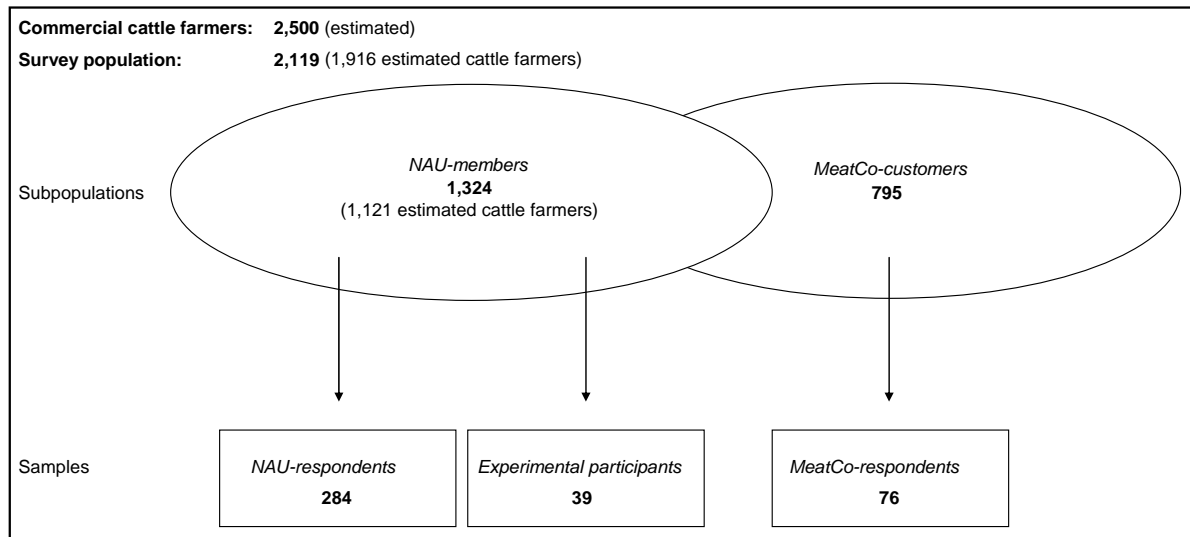 Commercial cattle farmers: 2,500 (estimated)
Survey population: 2,119 (1,916 estimated cattle farmers)
Subpopulations
NAU-members
1,324
(1,121 estimated cattle farmers)
MeatCo-customers
795
Samples
NAU-respondents
284
Experimental participants
39
MeatCo-respondents
76